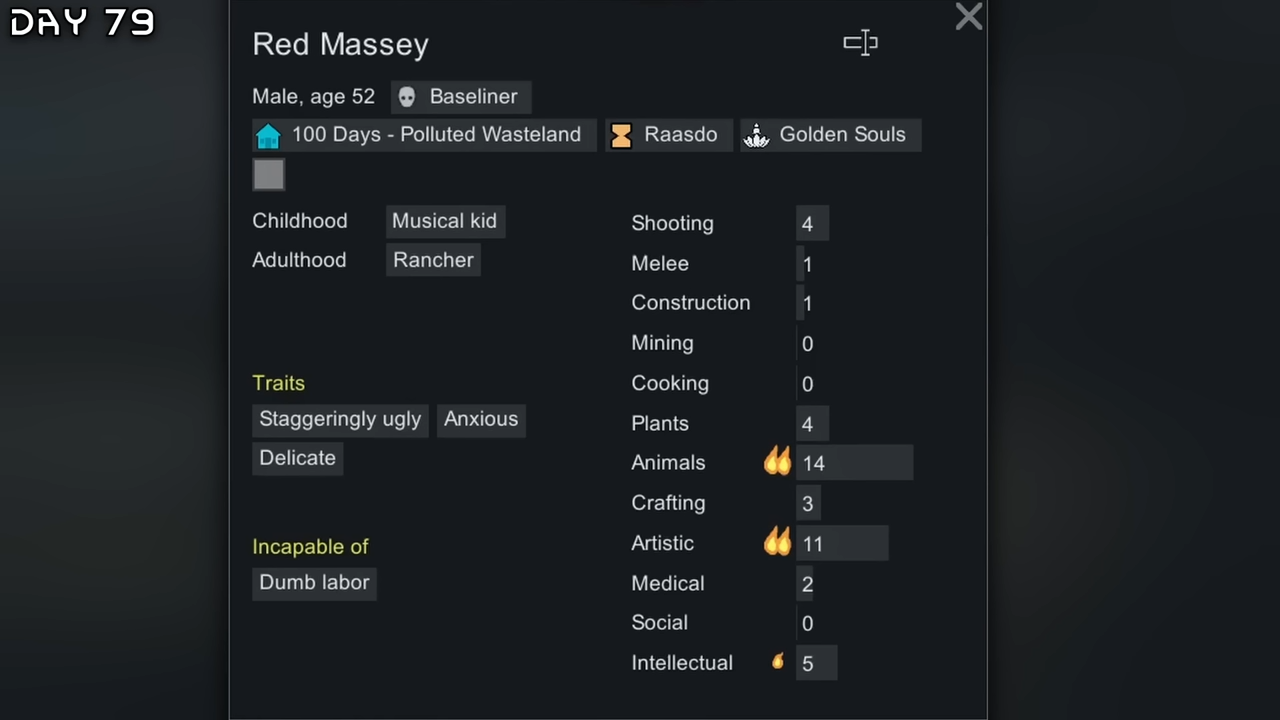 DAY 79
Red Massey
Male, age 52 Baseliner
100 Days - Polluted Wasteland Raasdo Golden Souls
Childhood Musical kid
Adulthood Rancher
Traits
Staggeringly ugly Anxious
Delicate
Incapable of
Dumb labor
Shooting 4
Melee 1
Construction 1
Mining 0
Cooking 0
Plants 4
Animals 14
Crafting 3
Artistic 11
Medical 2
Social 0
Intellectual 5